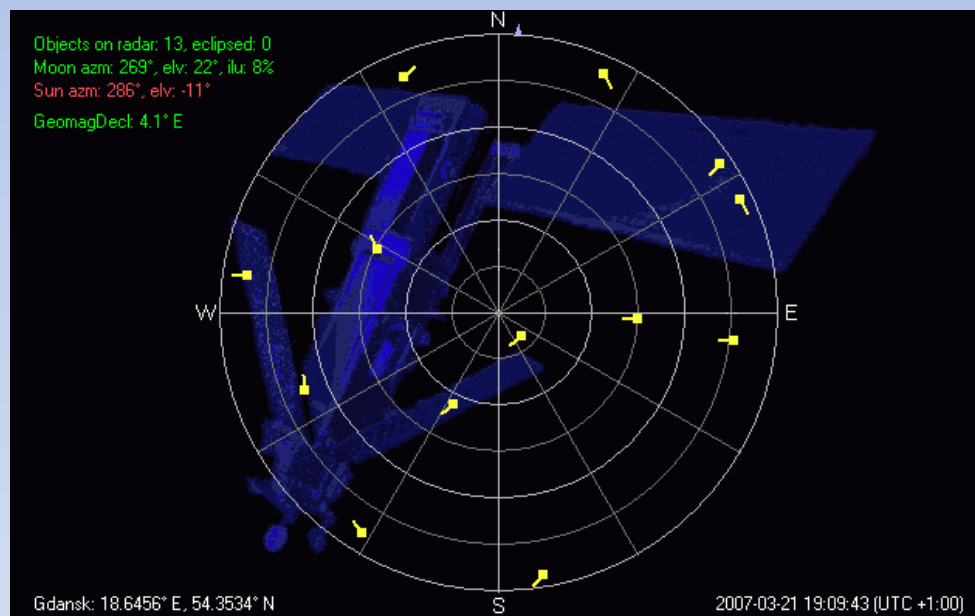 N
Objects on radar: 13, eclipsed: 0
Moon azm: 269°, elv: 22°, ilu: 8%
Sun azm: 286°, elv: -11°
GeomagDecl: 4.1° E
W
E
S
Gdansk: 18.6456° E, 54.3534° N
2007-03-21 19:09:43 (UTC +1:00)